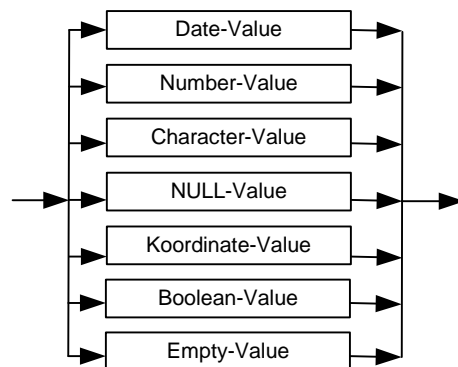 Date-Value
Number-Value
Character-Value
NULL-Value
Koordinate-Value
Boolean-Value
Empty-Value